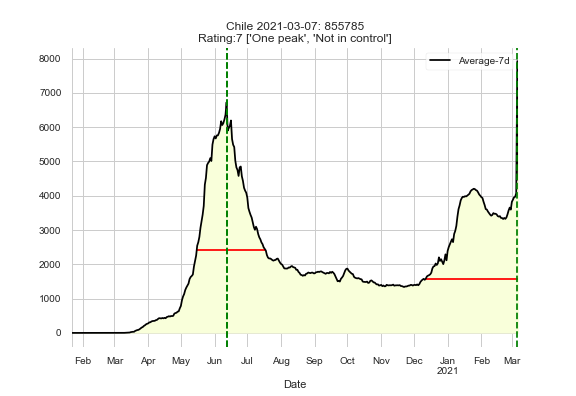 Chile 2021-03-07: 855785
Rating:7 ['One peak', 'Not in control']
Average-7d
8000
7000
6000
5000
4000
3000
2000
1000
0
Feb Mar Apr May Jun Jul Aug Sep Oct Nov Dec Jan Feb Mar
2021
Date